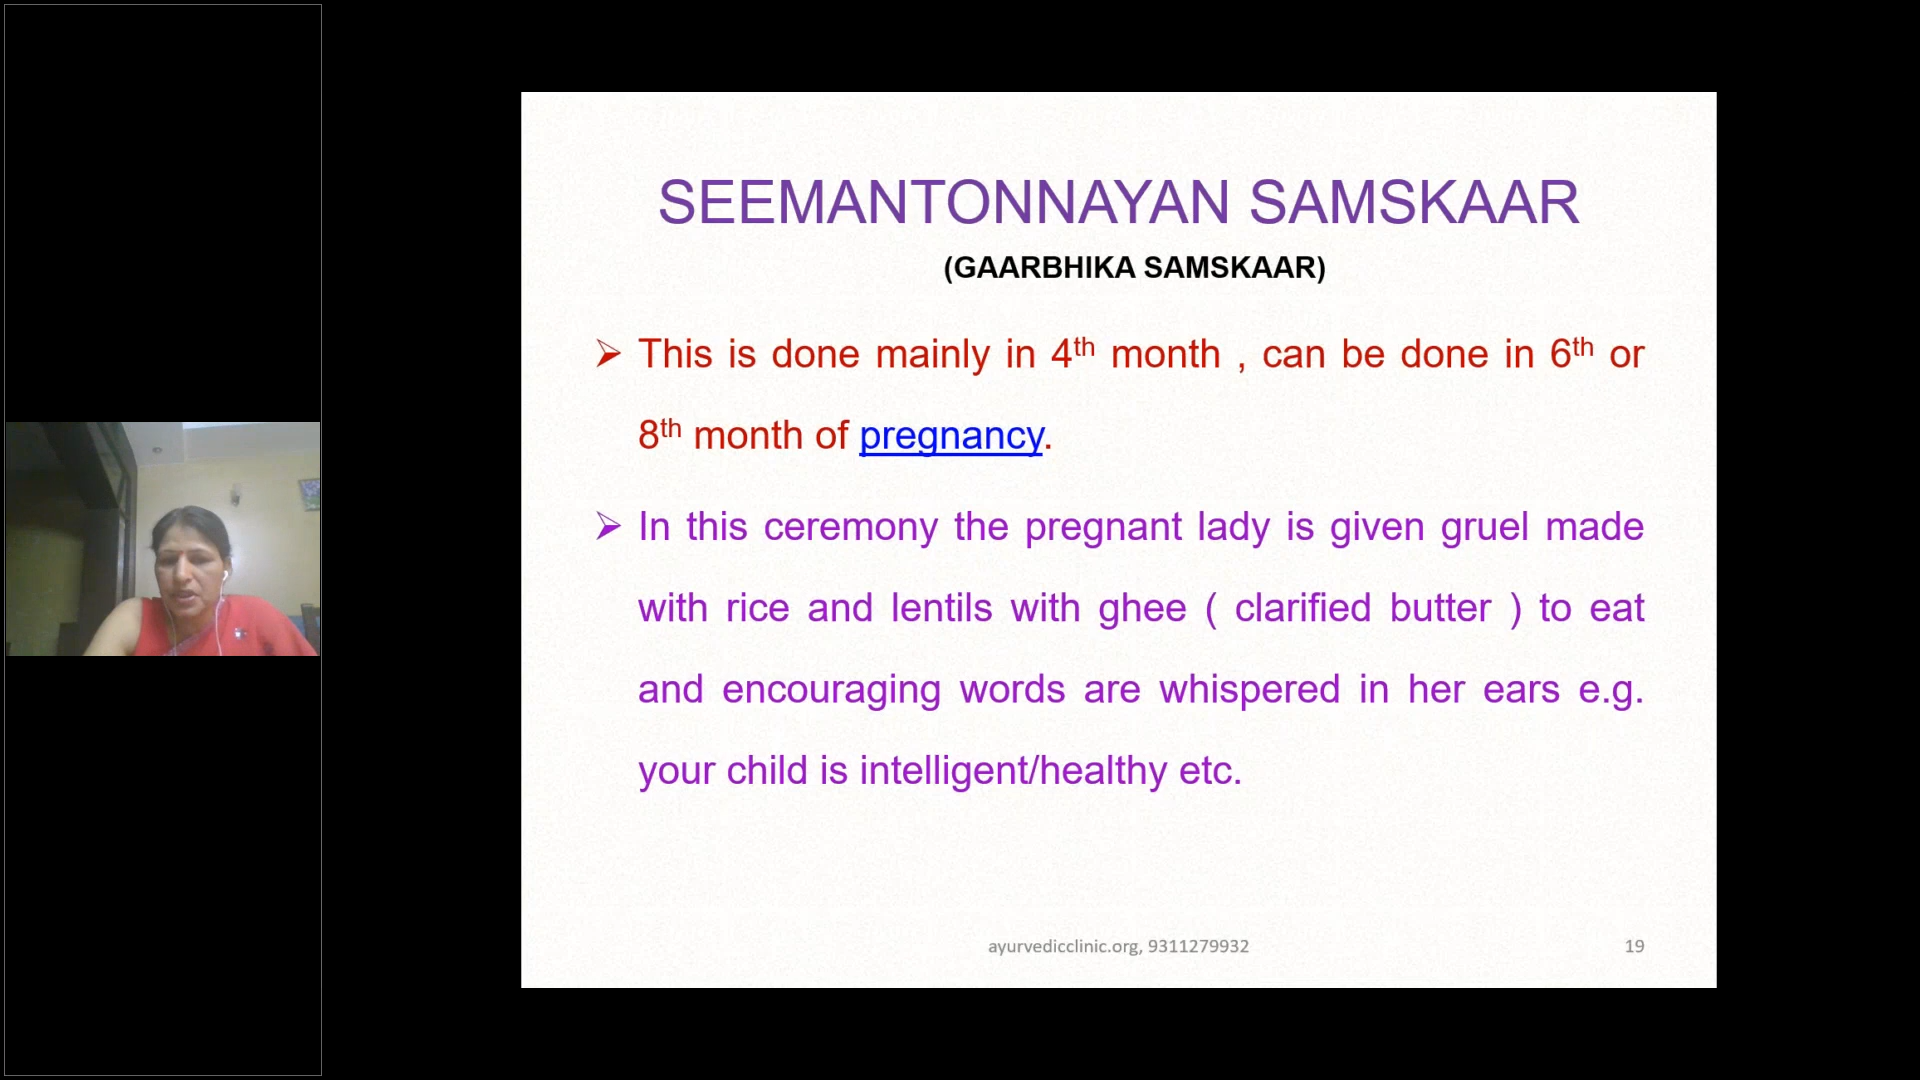 SEEMANTONNAYAN SAMSKAAR
(GAARBHIKA SAMSKAAR)
➢ This is done mainly in 4th month , can be done in 6th or
8th month of pregnancy.
➢ In this ceremony the pregnant lady is given gruel made
with rice and lentils with ghee ( clarified butter ) to eat
and encouraging words are whispered in her ears e.g.
your child is intelligent/healthy etc.
ayurvedicclinic.org, 9311279932
19